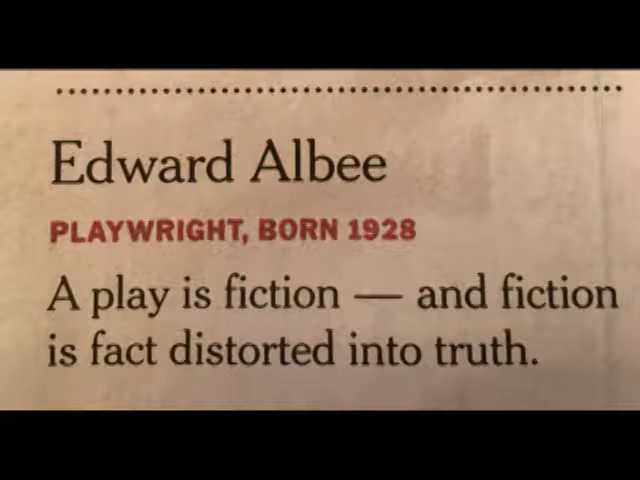 Edward Albee
PLAYWRIGHT, BORN 1928
A play is fiction — and fiction
is fact distorted into truth.